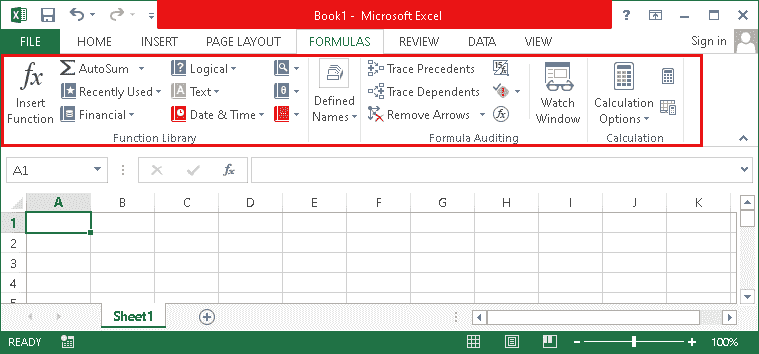 Book1 - Microsoft Excel
FILE HOME INSERT PAGE LAYOUT FORMULAS REVIEW DATA VIEW Sign in
fx AutoSum Logical Trace Precedents
Insert Function Recently Used Text Defined Names Trace Dependents Watch Window Calculation Options
Financial Date & Time Remove Arrows
Function Library Formula Auditing Calculation
A1 fx
A B C D E F G H I J K
1
2
3
4
5
Sheet1
READY 100%